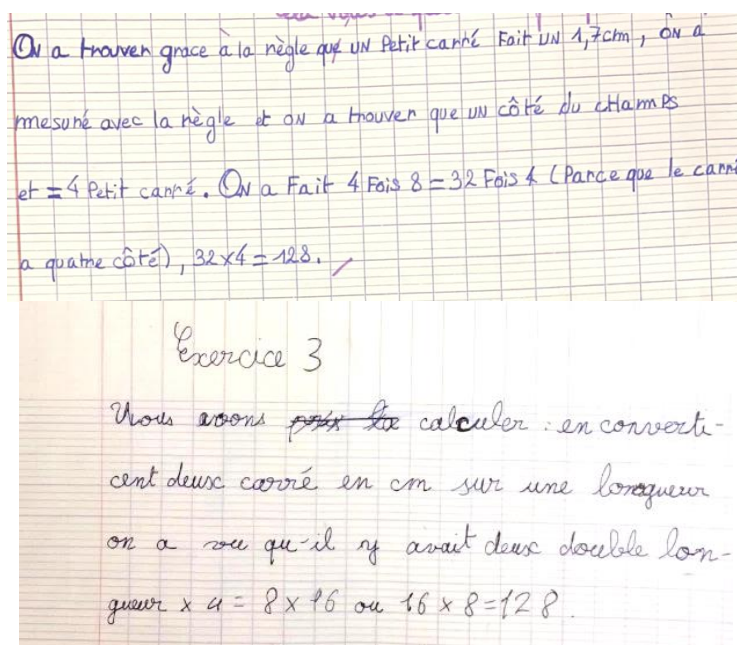 On a trouver grace à la règle que un Petit carré Fait UN 1,7cm, ON a
mesuré avec la règle et ON a trouver que UN côté du champs
et = 4 Petit carré. ON a Fait 4 Fois 8 = 32 Fois 4 (Parce que le carré
a quatre côté), 32x4 = 128.
Exercice 3
Nous avons calculer : en converti-
cent deux carré en cm sur une longueur
on a vu qu-il y avait deux double lon-
gueur x 4 = 8 x 16 ou 16 x 8 = 128.